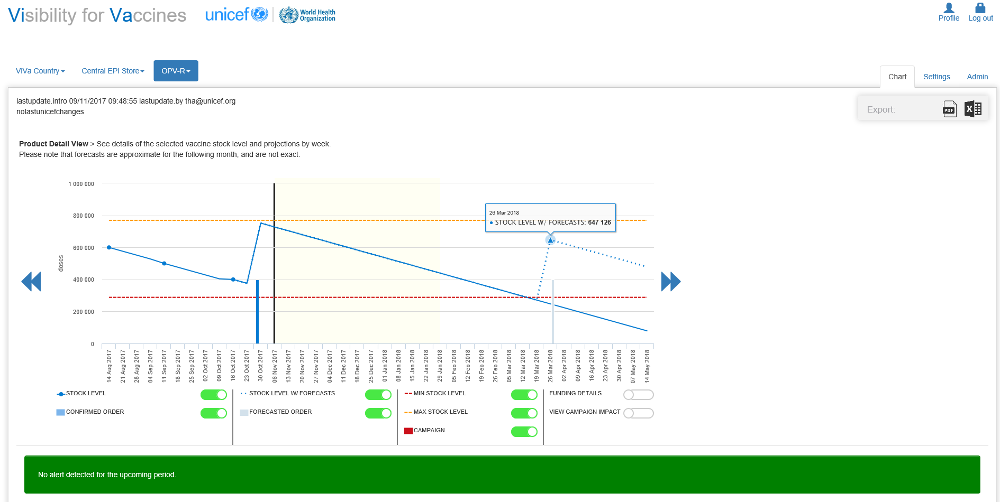 Visibility for Vaccines
unicef
World Health
Organization
Profile
Log out
ViVa Country
Central EPI Store
OPV-R
Chart
Settings
Admin
lastupdate.intro 09/11/2017 09:48:55 lastupdate.by tha@unicef.org
nolastunicefchanges
Export:
PDF
X
Product Detail View > See details of the selected vaccine stock level and projections by week.
Please note that forecasts are approximate for the following month, and are not exact.
1 000 000
800 000
600 000
400 000
200 000
0
doses
26 Mar 2018
STOCK LEVEL W/ FORECASTS: 647 126
14 Aug 2017
21 Aug 2017
28 Aug 2017
04 Sep 2017
11 Sep 2017
18 Sep 2017
25 Sep 2017
02 Oct 2017
09 Oct 2017
16 Oct 2017
23 Oct 2017
30 Oct 2017
06 Nov 2017
13 Nov 2017
20 Nov 2017
27 Nov 2017
04 Dec 2017
11 Dec 2017
18 Dec 2017
25 Dec 2017
01 Jan 2018
08 Jan 2018
15 Jan 2018
22 Jan 2018
29 Jan 2018
05 Feb 2018
12 Feb 2018
19 Feb 2018
26 Feb 2018
05 Mar 2018
12 Mar 2018
19 Mar 2018
26 Mar 2018
02 Apr 2018
09 Apr 2018
16 Apr 2018
23 Apr 2018
30 Apr 2018
07 May 2018
14 May 2018
STOCK LEVEL
STOCK LEVEL W/ FORECASTS
MIN STOCK LEVEL
FUNDING DETAILS
CONFIRMED ORDER
FORECASTED ORDER
MAX STOCK LEVEL
VIEW CAMPAIGN IMPACT
CAMPAIGN
No alert detected for the upcoming period.